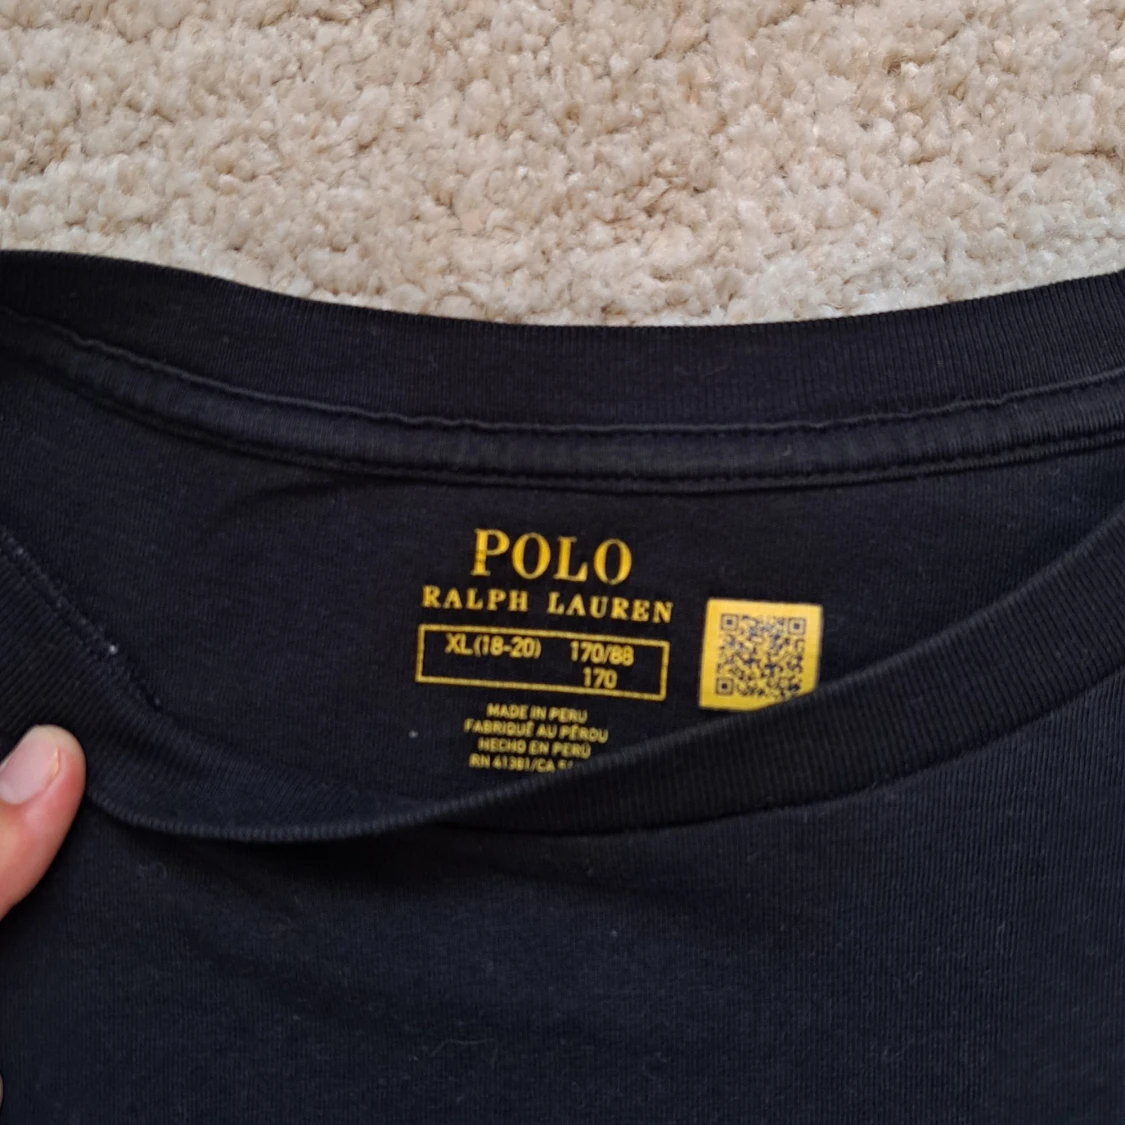 POLO
RALPH LAUREN
XL(18-20) 170/88
170
MADE IN PERU
FABRIQUÉ AU PÉROU
HECHO EN PERÚ
RN 41381/CA